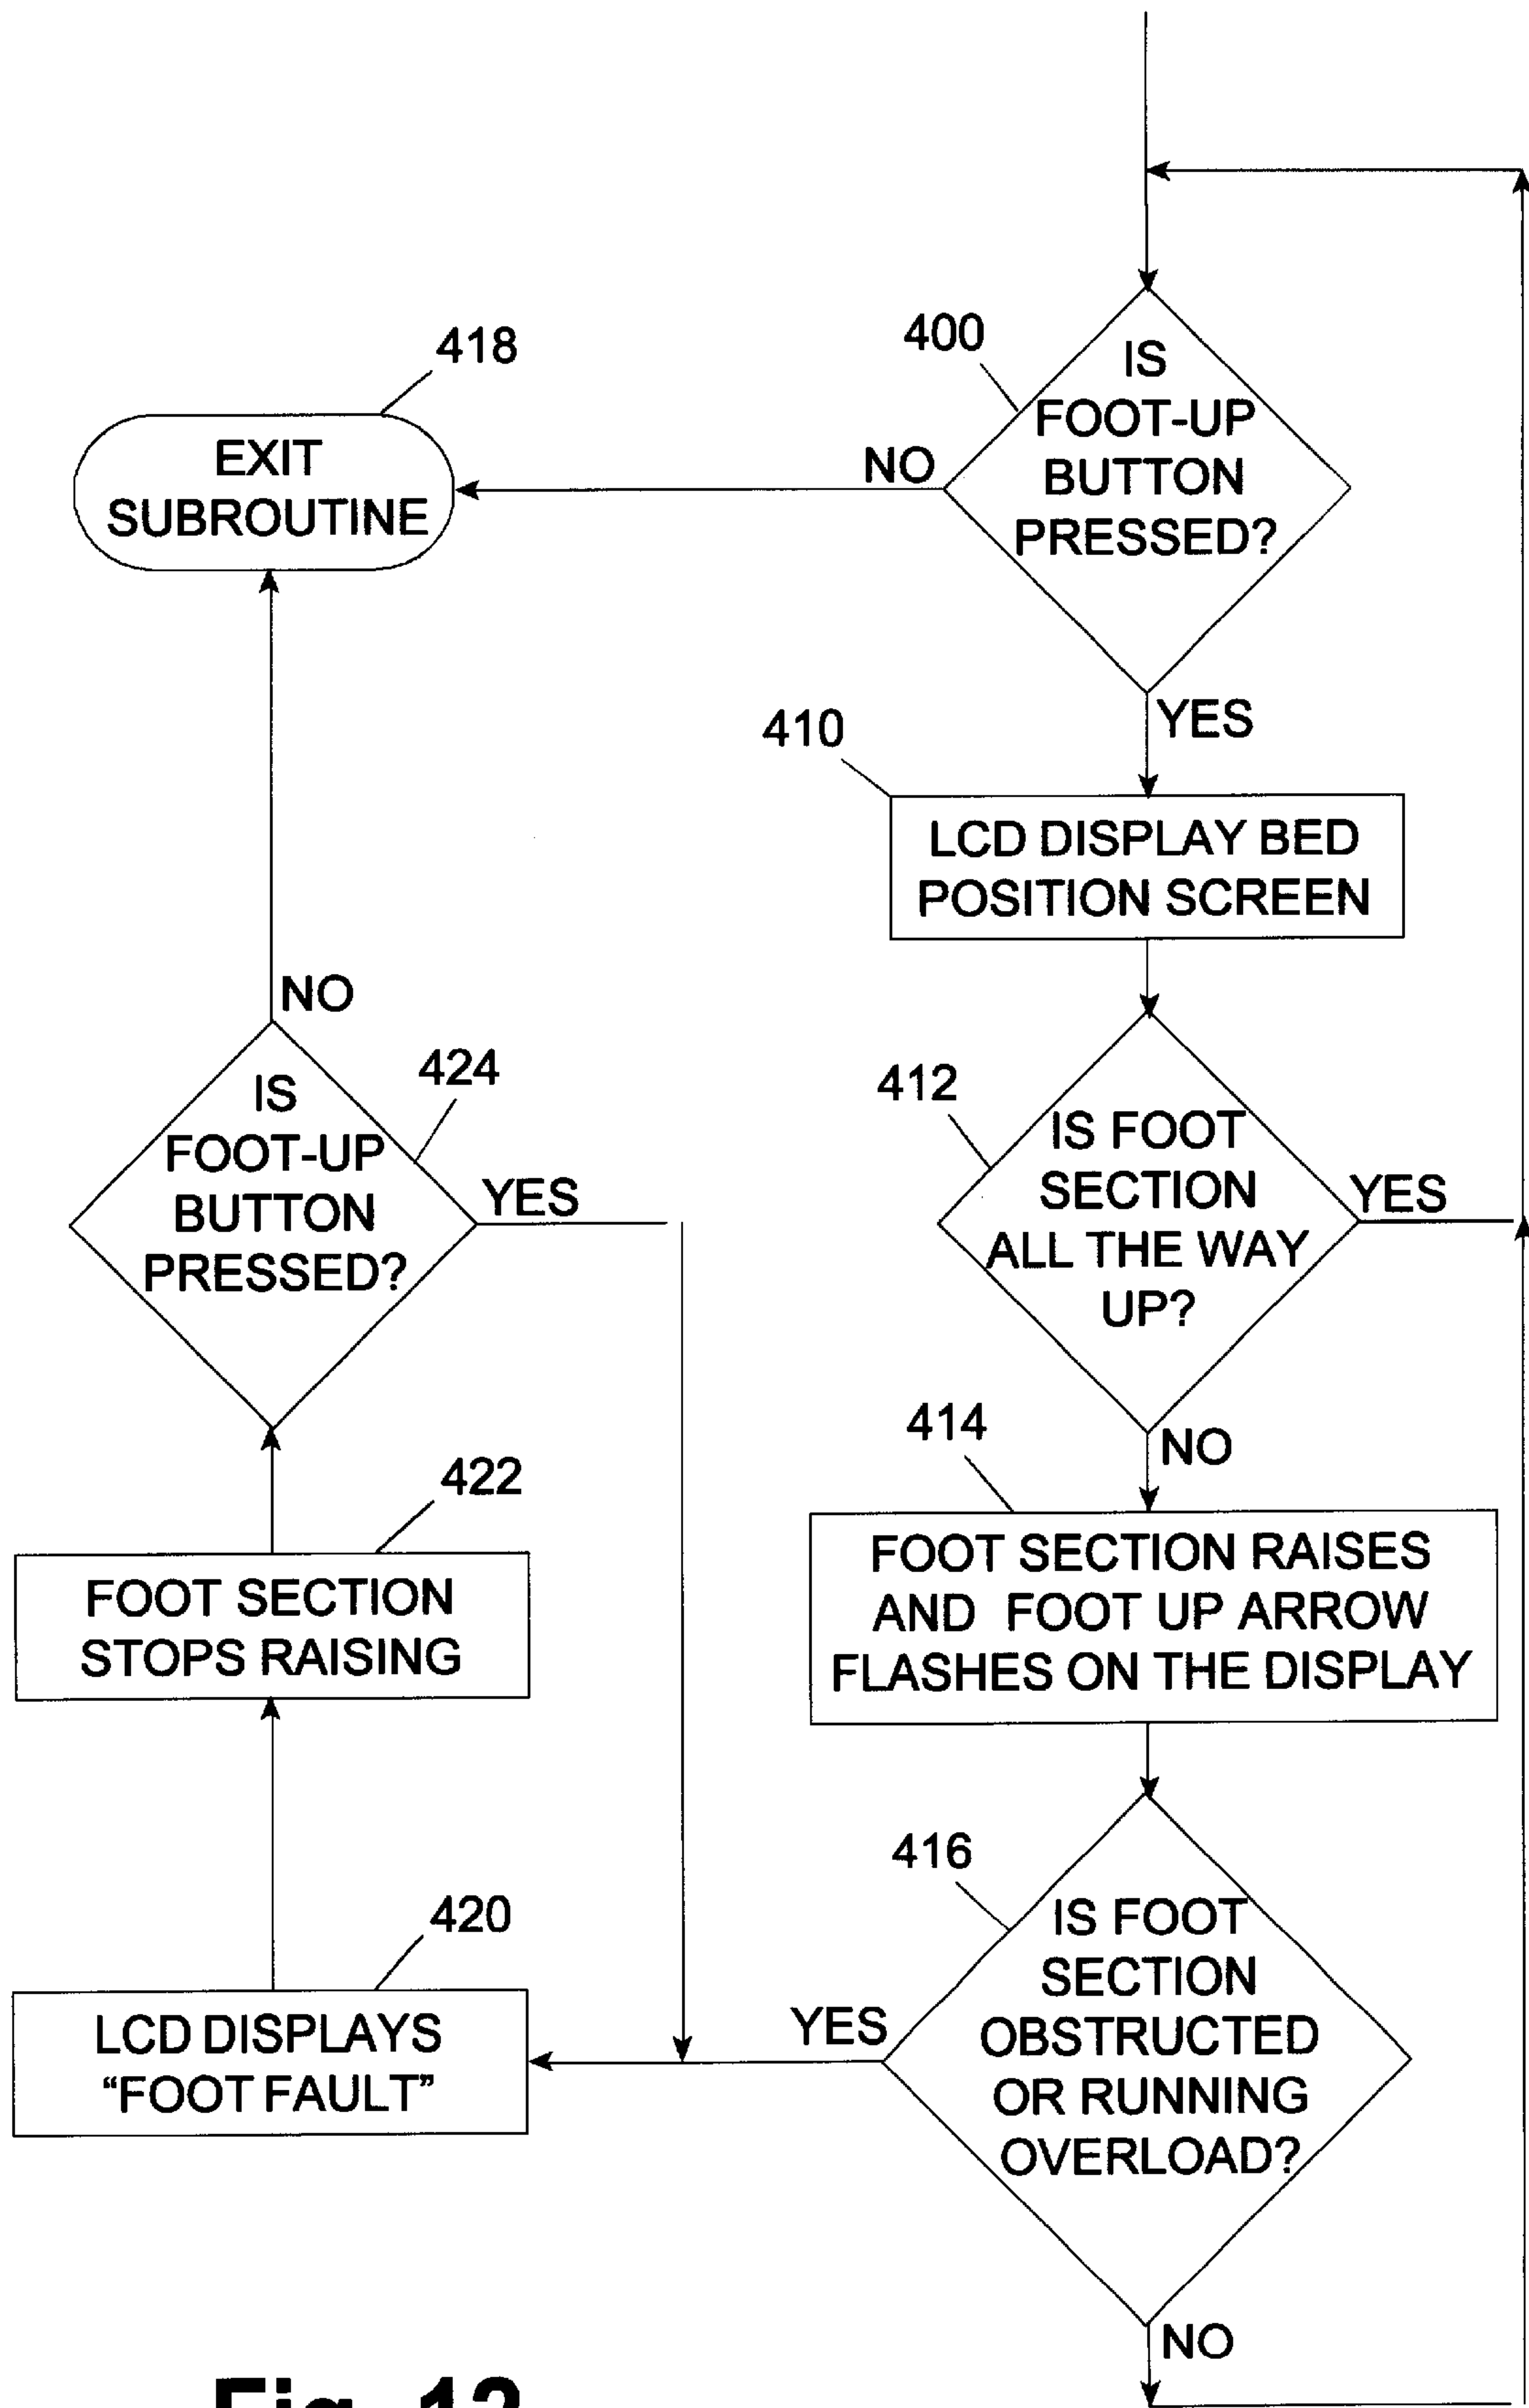 400
IS
FOOT-UP
BUTTON
PRESSED?
NO
YES
418
EXIT
SUBROUTINE
410
LCD DISPLAY BED
POSITION SCREEN
412
IS FOOT
SECTION
ALL THE WAY
UP?
YES
NO
414
FOOT SECTION RAISES
AND FOOT UP ARROW
FLASHES ON THE DISPLAY
416
IS FOOT
SECTION
OBSTRUCTED
OR RUNNING
OVERLOAD?
YES
NO
420
LCD DISPLAYS
“FOOT FAULT”
422
FOOT SECTION
STOPS RAISING
424
IS
FOOT-UP
BUTTON
PRESSED?
YES
NO
Fig. 12